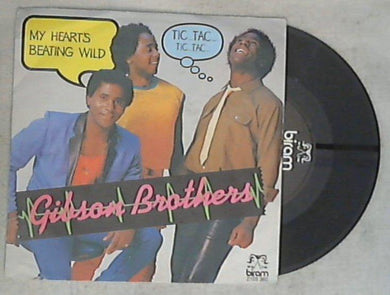 MY HEART'S
BEATING WILD
TIC TAC...
TIC TAC
Gibson Brothers
biram
biram